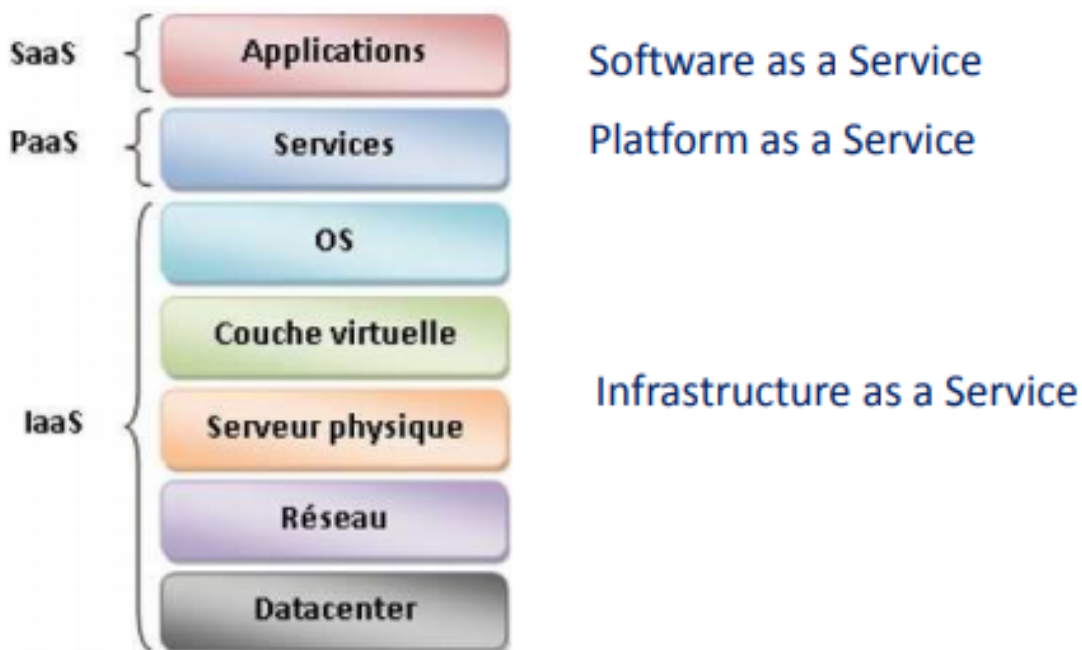 SaaS
Applications
Software as a Service
PaaS
Services
Platform as a Service
OS
Couche virtuelle
IaaS
Serveur physique
Infrastructure as a Service
Réseau
Datacenter